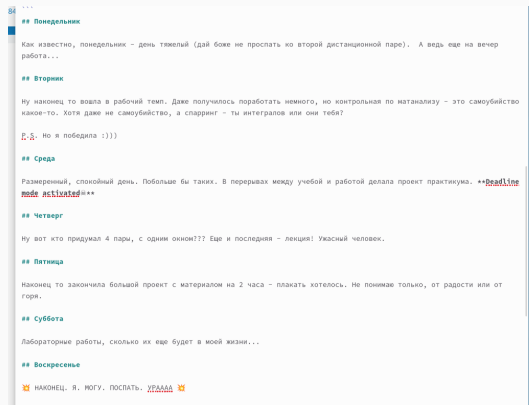 84
...
## Понедельник
Как известно, понедельник - день тяжелый (дай боже не проспать ко второй дистанционной паре).  А ведь еще на вечер
работа...
## Вторник
Ну наконец то вошла в рабочий темп. Даже получилось поработать немного, но контрольная по матанализу - это самоубийство
какое-то. Хотя даже не самоубийство, а спарринг - ты интегралов или они тебя?
P.S. Но я победила :)))
## Среда
Размеренный, спокойный день. Побольше бы таких. В перерывах между учебой и работой делала проект практикума. **Deadline
mode activated**
## Четверг
Ну вот кто придумал 4 пары, с одним окном??? Еще и последняя - лекция! Ужасный человек.
## Пятница
Наконец то закончила большой проект с материалом на 2 часа - плакать хотелось. Не понимаю только, от радости или от
горя.
## Суббота
Лабораторные работы, сколько их еще будет в моей жизни...
## Воскресенье
💥 НАКОНЕЦ. Я. МОГУ. ПОСПАТЬ. УРАААА 💥